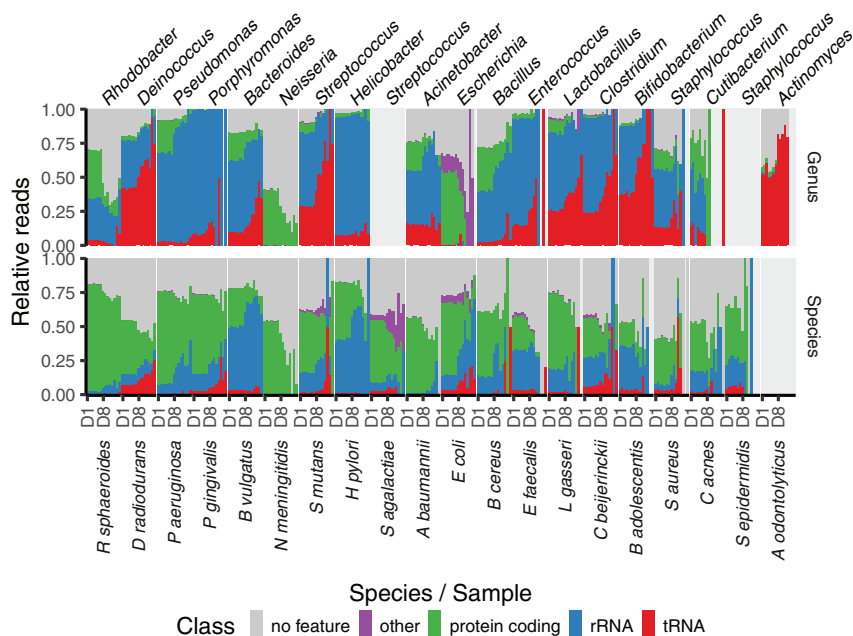 Rhodobacter
Deinococcus
Pseudomonas
Porphyromonas
Bacteroides
Neisseria
Streptococcus
Helicobacter
Streptococcus
Acinetobacter
Escherichia
Bacillus
Enterococcus
Lactobacillus
Clostridium
Bifidobacterium
Staphylococcus
Cutibacterium
Staphylococcus
Actinomyces
1.00
0.75
0.50
0.25
0.00
Genus
Relative reads
1.00
0.75
0.50
0.25
0.00
Species
D1 D8 D1 D8 D1 D8 D1 D8 D1 D8 D1 D8 D1 D8 D1 D8 D1 D8 D1 D8 D1 D8 D1 D8 D1 D8 D1 D8 D1 D8 D1 D8 D1 D8 D1 D8 D1 D8 D1 D8
R sphaeroides
D radiodurans
P aeruginosa
P gingivalis
B vulgatus
N meningitidis
S mutans
H pylori
S agalactiae
A baumannii
E coli
B cereus
E faecalis
L gasseri
C beijerinckii
B adolescentis
S aureus
C acnes
S epidermidis
A odontolyticus
Species / Sample
Class no feature other protein coding rRNA tRNA